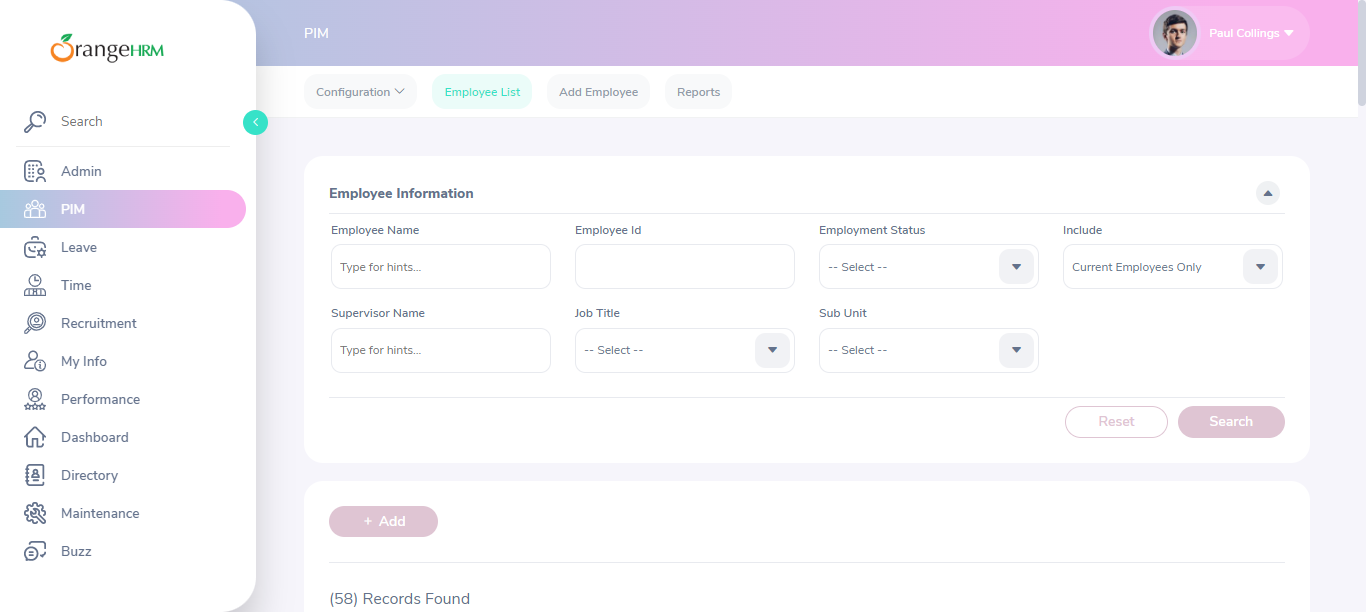 OrangeHRM
Search
Admin
PIM
Leave
Time
Recruitment
My Info
Performance
Dashboard
Directory
Maintenance
Buzz
PIM
Paul Collings
Configuration
Employee List
Add Employee
Reports
Employee Information
Employee Name
Employee Id
Employment Status
Include
Type for hints...
-- Select --
Current Employees Only
Supervisor Name
Job Title
Sub Unit
Type for hints...
-- Select --
-- Select --
Reset
Search
+ Add
(58) Records Found